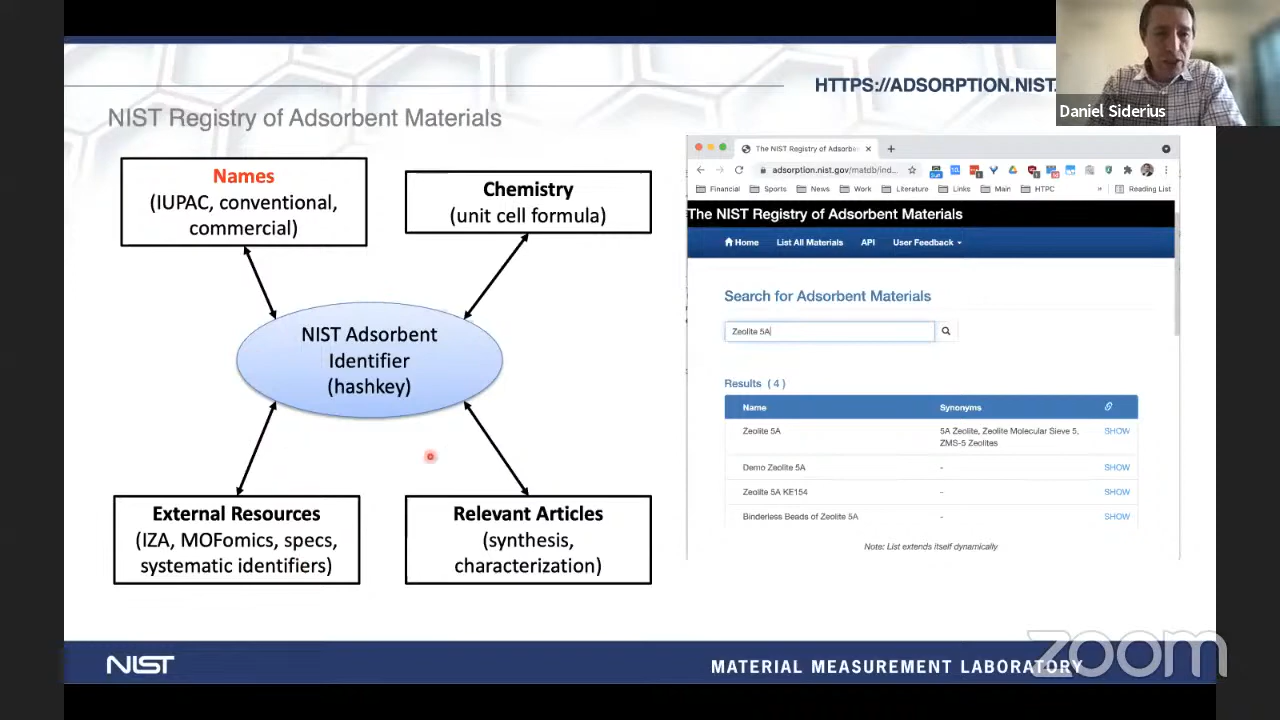 HTTPS://ADSORPTION.NIST.
Daniel Siderius
NIST Registry of Adsorbent Materials
Names
(IUPAC, conventional,
commercial)
Chemistry
(unit cell formula)
NIST Adsorbent
Identifier
(hashkey)
External Resources
(IZA, MOFomics, specs,
systematic identifiers)
Relevant Articles
(synthesis,
characterization)
The NIST Registry of Adsorbe
adsorption.nist.gov/matdb/ind...
Financial Sports News Work Literature Links Main HTPC » Reading List
The NIST Registry of Adsorbent Materials
Home List All Materials API User Feedback
Search for Adsorbent Materials
Zeolite 5A
Results ( 4 )
Name Synonyms
Zeolite 5A 5A Zeolite, Zeolite Molecular Sieve 5, SHOW
ZMS-5 Zeolites
Demo Zeolite 5A - SHOW
Zeolite 5A KE154 - SHOW
Binderless Beads of Zeolite 5A - SHOW
Note: List extends itself dynamically
NIST
MATERIAL MEASUREMENT LABORATORY
zoom